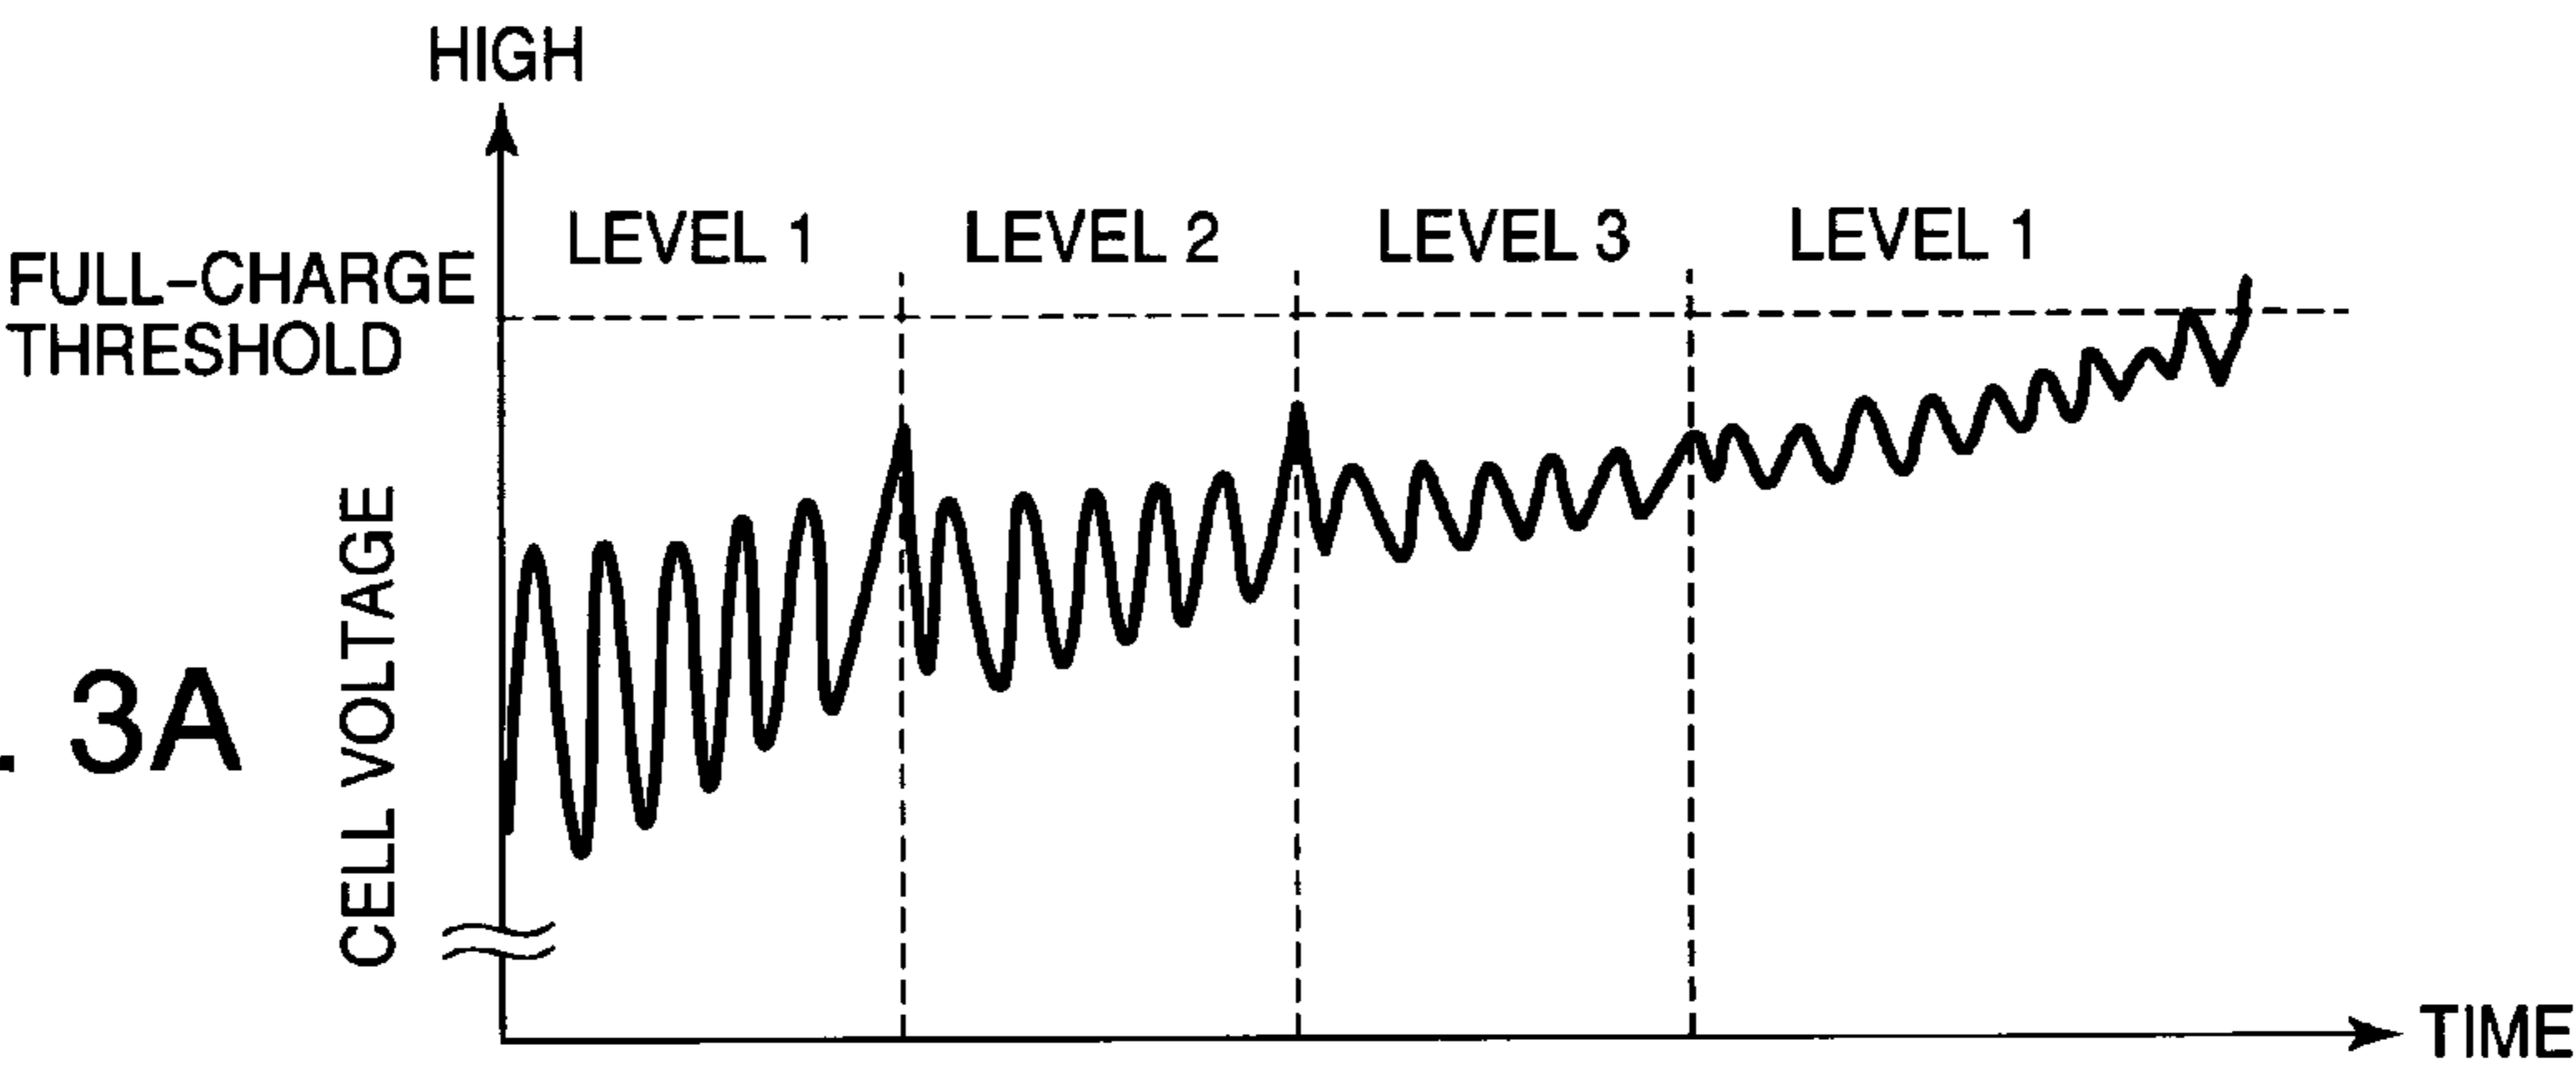 HIGH
LEVEL 1
LEVEL 2
LEVEL 3
LEVEL 1
FULL-CHARGE
THRESHOLD
CELL VOLTAGE
. 3A
TIME